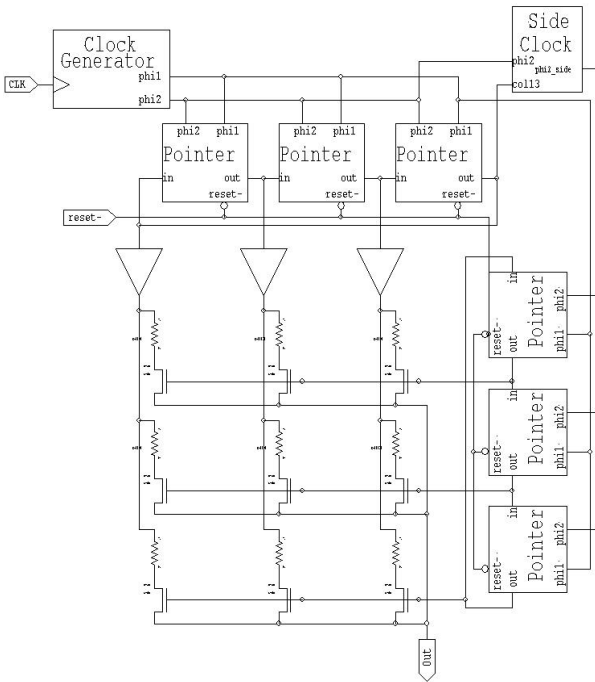 Side
Clock
phi2
phi2_side
col13
Clock
Generator
phi1
phi2
CLK
phi2 phi1
Pointer
in out
reset-
phi2 phi1
Pointer
in out
reset-
phi2 phi1
Pointer
in out
reset-
reset-
in
Pointer
phi2
reset-
out
phi1
in
Pointer
phi2
reset-
out
phi1
in
Pointer
phi2
reset-
out
phi1
Out